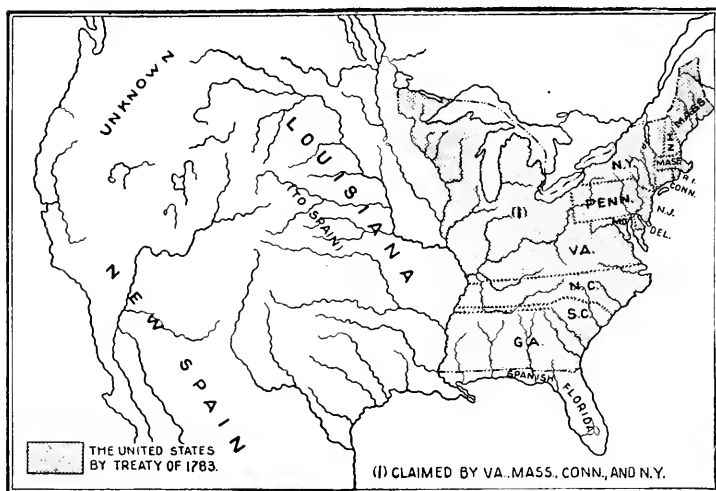 UNKNOWN
LOUISIANA
(TO SPAIN)
NEW SPAIN
MASS.
N.H.
N.Y.
MASS.
R.I.
CONN.
PENN.
N.J.
MD.
DEL.
(1)
VA.
N.C.
S.C.
GA.
SPANISH
FLORIDA
THE UNITED STATES
BY TREATY OF 1783.
(1) CLAIMED BY VA., MASS., CONN., AND N.Y.